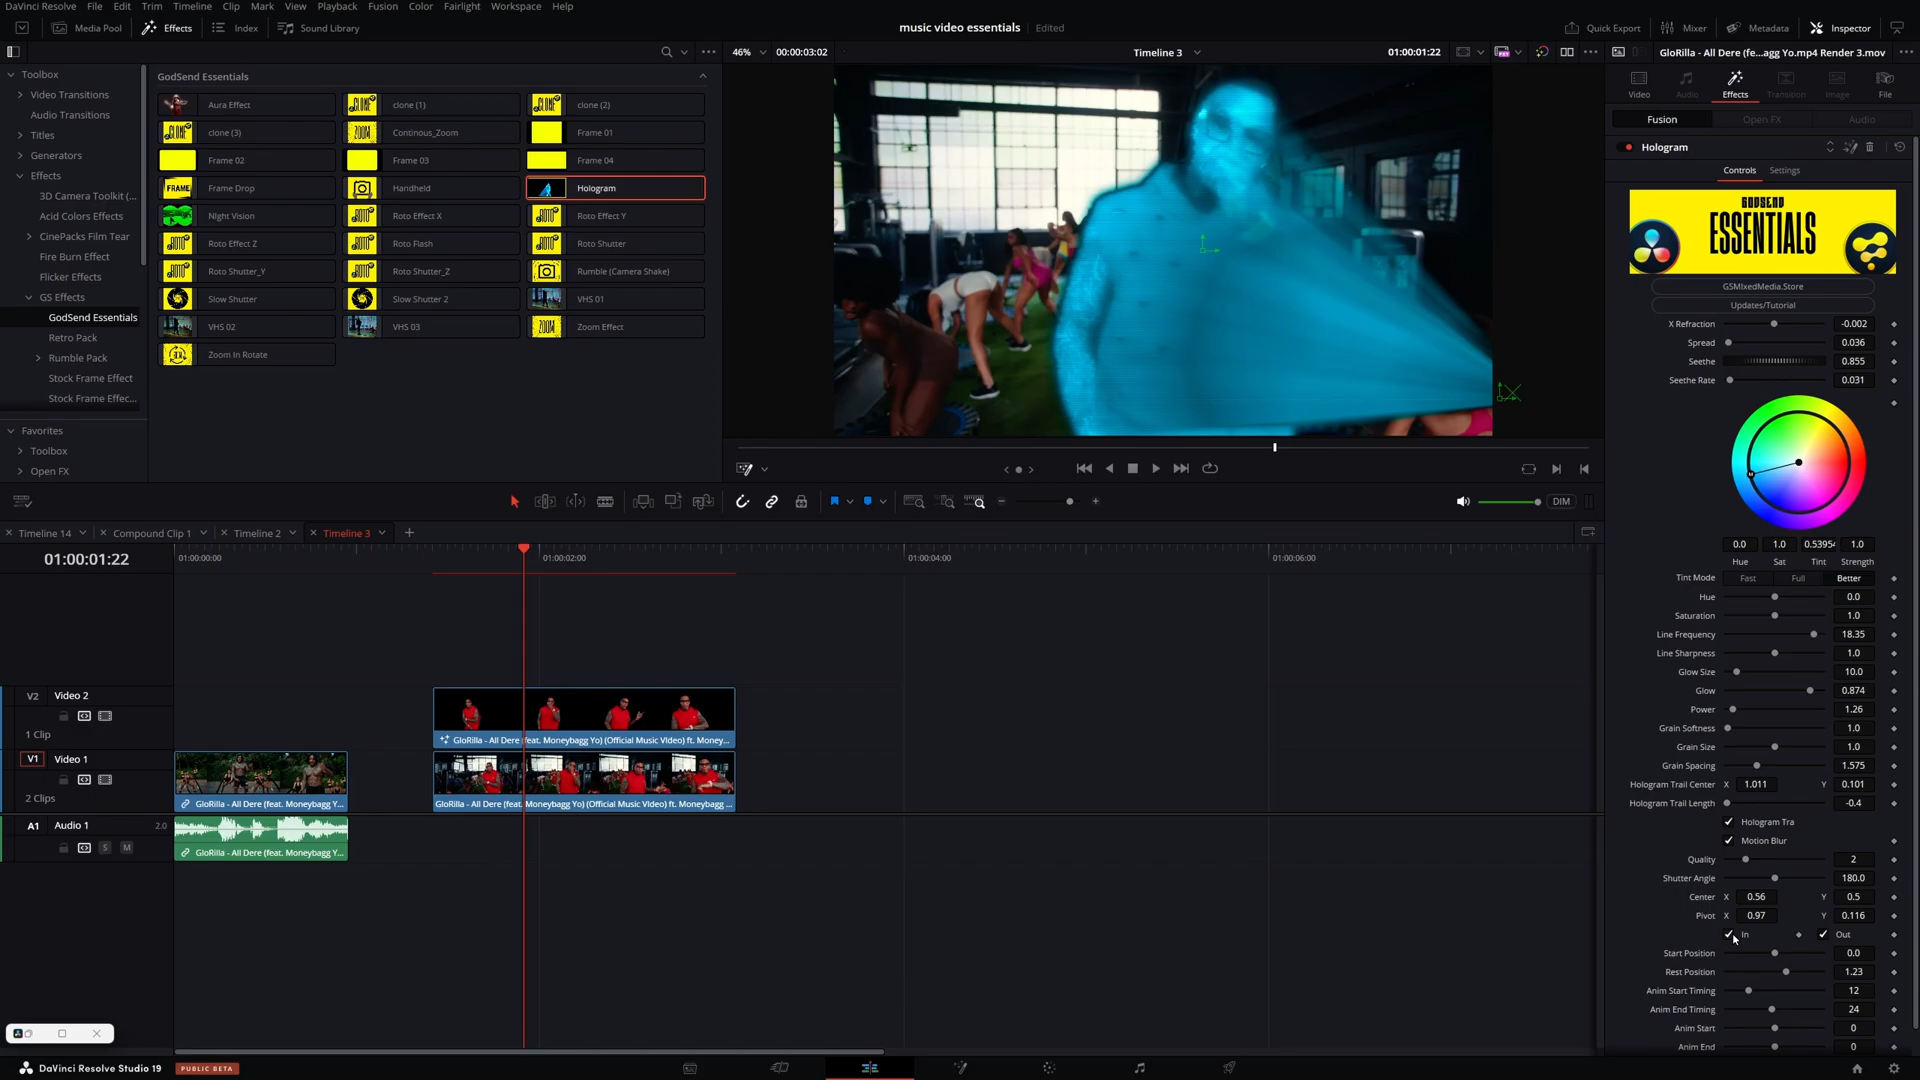 DaVinci Resolve File Edit Trim Timeline Clip Mark View Playback Fusion Color Fairlight Workspace Help
Media Pool Effects Index Sound Library
music video essentials Edited
Quick Export Mixer Metadata Inspector
46% 00:00:03:02 Timeline 3 01:00:01:22
GloRilla - All Dere (fe...agg Yo.mp4 Render 3.mov
Toolbox
Video Transitions
Audio Transitions
Titles
Generators
Effects
3D Camera Toolkit (...
Acid Colors Effects
CinePacks Film Tear
Fire Burn Effect
Flicker Effects
GS Effects
GodSend Essentials
Retro Pack
Rumble Pack
Stock Frame Effect
Stock Frame Effec...
Favorites
Toolbox
Open FX
GodSend Essentials
Aura Effect clone (1) clone (2)
clone (3) Continous_Zoom Frame 01
Frame 02 Frame 03 Frame 04
Frame Drop Handheld Hologram
Night Vision Roto Effect X Roto Effect Y
Roto Effect Z Roto Flash Roto Shutter
Roto Shutter_Y Roto Shutter_Z Rumble (Camera Shake)
Slow Shutter Slow Shutter 2 VHS 01
VHS 02 VHS 03 Zoom Effect
Zoom In Rotate
Video Audio Effects Transition Image File
Fusion Open FX Audio
Hologram
Controls Settings
GODSEND
ESSENTIALS
GSMixedMedia.Store
Updates/Tutorial
X Refraction -0.002
Spread 0.036
Seethe 0.855
Seethe Rate 0.031
0.0 1.0 0.5395 1.0
Hue Sat Tint Strength
Tint Mode Fast Full Better
Hue 0.0
Saturation 1.0
Line Frequency 18.35
Line Sharpness 1.0
Glow Size 10.0
Glow 0.874
Power 1.26
Grain Softness 1.0
Grain Size 1.0
Grain Spacing 1.575
Hologram Trail Center X 1.011 Y 0.101
Hologram Trail Length -0.4
Hologram Tra
Motion Blur
Quality 2
Shutter Angle 180.0
Center X 0.56 Y 0.5
Pivot X 0.97 Y 0.116
In Out
Start Position 0.0
Rest Position 1.23
Anim Start Timing 12
Anim End Timing 24
Anim Start 0
Anim End 0
DIM
Timeline 14 Compound Clip 1 Timeline 2 Timeline 3
01:00:01:22
01:00:00:00 01:00:02:00 01:00:04:00 01:00:06:00
V2 Video 2
1 Clip
GloRilla - All Dere (feat. Moneybagg Yo) (Official Music Video) ft. Money...
V1 Video 1
2 Clips
GloRilla - All Dere (feat. Moneybagg Y...
GloRilla - All Dere (feat. Moneybagg Yo) (Official Music Video) ft. Moneybagg ...
A1 Audio 1 2.0
S M
GloRilla - All Dere (feat. Moneybagg Y...
DaVinci Resolve Studio 19 PUBLIC BETA